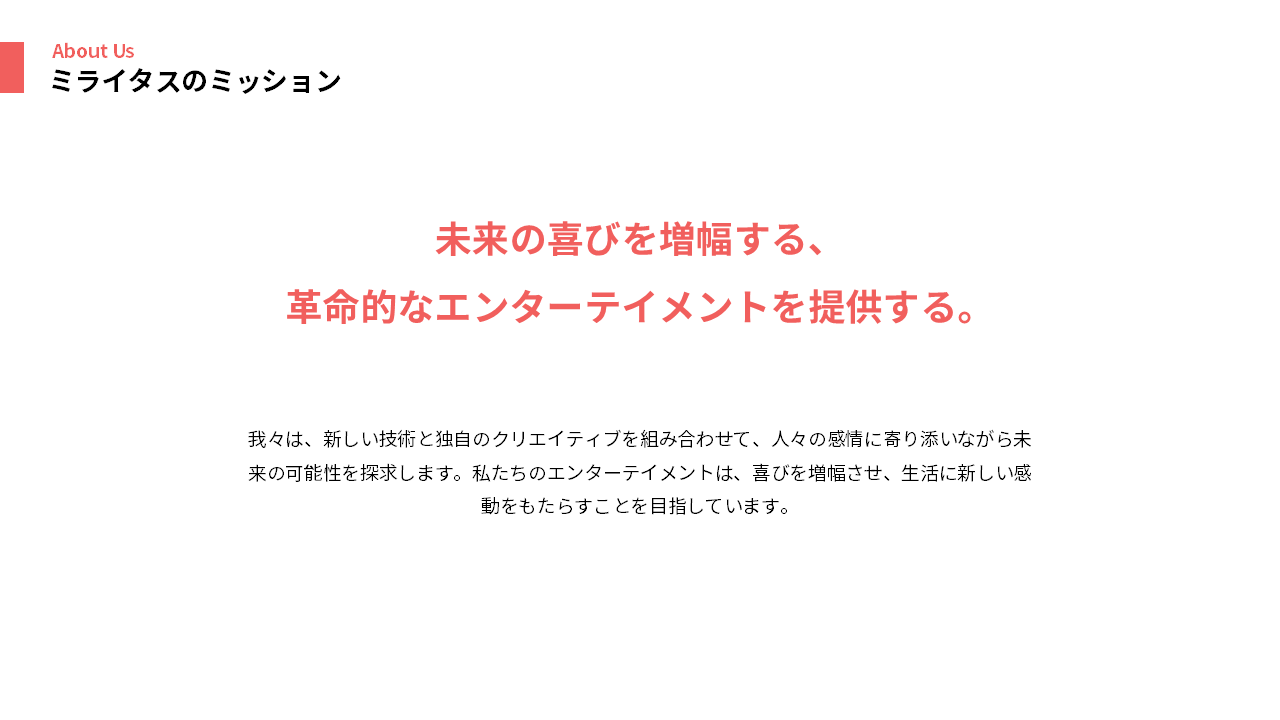 About Us
ミライタスのミッション
未来の喜びを増幅する、
革命的なエンターテイメントを提供する。
我々は、新しい技術と独自のクリエイティブを組み合わせて、人々の感情に寄り添いながら未
来の可能性を探求します。私たちのエンターテイメントは、喜びを増幅させ、生活に新しい感
動をもたらすことを目指しています。